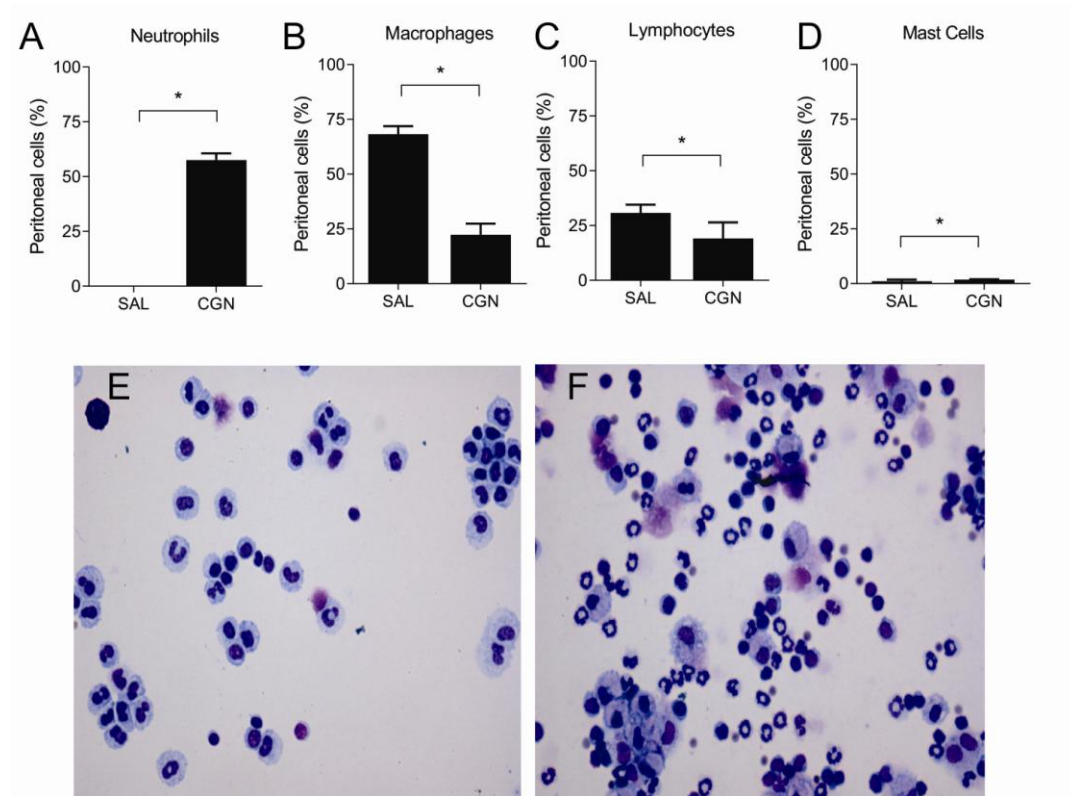 A
Neutrophils
Peritoneal cells (%)
100
75
50
25
0
*
SAL CGN
B
Macrophages
Peritoneal cells (%)
100
75
50
25
0
*
SAL CGN
C
Lymphocytes
Peritoneal cells (%)
100
75
50
25
0
*
SAL CGN
D
Mast Cells
Peritoneal cells (%)
100
75
50
25
0
*
SAL CGN
E
F